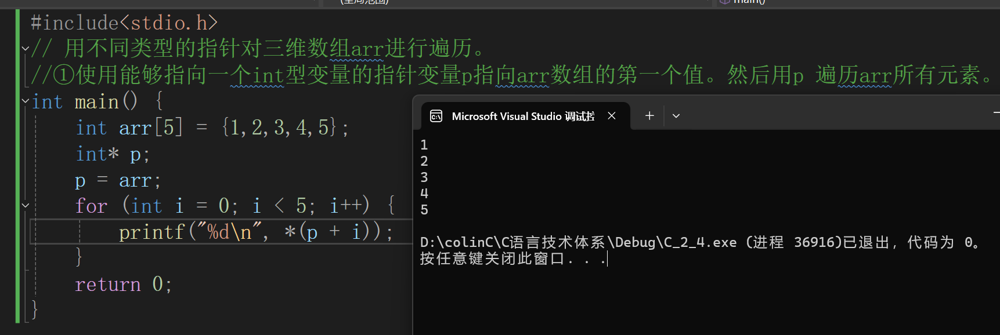 (全局范围)
main()
#include<stdio.h>
// 用不同类型的指针对三维数组arr进行遍历。
//①使用能够指向一个int型变量的指针变量p指向arr数组的第一个值。然后用p 遍历arr所有元素。
int main() {
int arr[5] = {1,2,3,4,5};
int* p;
p = arr;
for (int i = 0; i < 5; i++) {
printf("%d\n", *(p + i));
}
return 0;
}
Microsoft Visual Studio 调试控
1
2
3
4
5
D:\colinC\C语言技术体系\Debug\C_2_4.exe (进程 36916)已退出，代码为 0。
按任意键关闭此窗口. . .